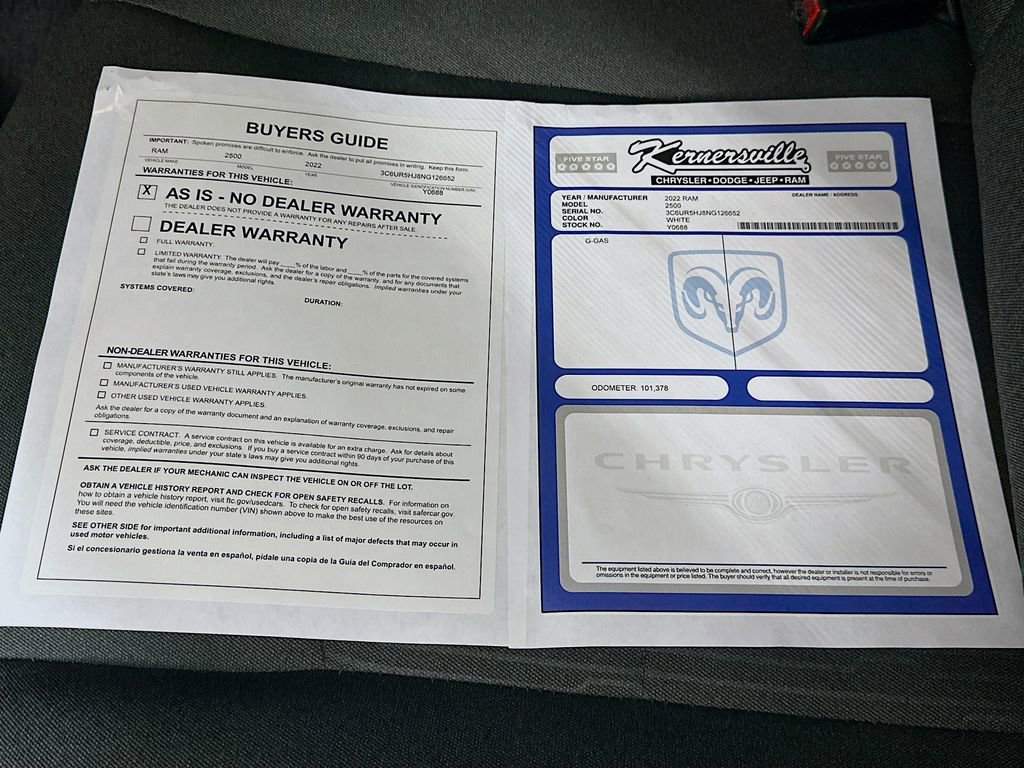 BUYERS GUIDE
IMPORTANT: Spoken promises are difficult to enforce. Ask the dealer to put all promises in writing. Keep this form.
RAM 2500 2022 3C6UR5HJ8NG126652
VEHICLE MAKE MODEL YEAR VEHICLE IDENTIFICATION NUMBER (VIN)
WARRANTIES FOR THIS VEHICLE: Y0688
X AS IS - NO DEALER WARRANTY
THE DEALER DOES NOT PROVIDE A WARRANTY FOR ANY REPAIRS AFTER SALE.
DEALER WARRANTY
FULL WARRANTY.
LIMITED WARRANTY. The dealer will pay ____% of the labor and ____% of the parts for the covered systems
that fail during the warranty period. Ask the dealer for a copy of the warranty, and for any documents that
explain warranty coverage, exclusions, and the dealer's repair obligations. Implied warranties under your
state's laws may give you additional rights.
SYSTEMS COVERED: DURATION:
NON-DEALER WARRANTIES FOR THIS VEHICLE:
MANUFACTURER'S WARRANTY STILL APPLIES. The manufacturer's original warranty has not expired on some
components of the vehicle.
MANUFACTURER'S USED VEHICLE WARRANTY APPLIES.
OTHER USED VEHICLE WARRANTY APPLIES.
Ask the dealer for a copy of the warranty document and an explanation of warranty coverage, exclusions, and repair
obligations.
SERVICE CONTRACT. A service contract on this vehicle is available for an extra charge. Ask for details about
coverage, deductible, price, and exclusions. If you buy a service contract within 90 days of your purchase of this
vehicle, implied warranties under your state's laws may give you additional rights.
ASK THE DEALER IF YOUR MECHANIC CAN INSPECT THE VEHICLE ON OR OFF THE LOT.
OBTAIN A VEHICLE HISTORY REPORT AND CHECK FOR OPEN SAFETY RECALLS. For information on
how to obtain a vehicle history report, visit ftc.gov/usedcars. To check for open safety recalls, visit safercar.gov.
You will need the vehicle identification number (VIN) shown above to make the best use of the resources on
these sites.
SEE OTHER SIDE for important additional information, including a list of major defects that may occur in
used motor vehicles.
Si el concesionario gestiona la venta en español, pídale una copia de la Guía del Comprador en español.
FIVE STAR Kernersville FIVE STAR
CHRYSLER • DODGE • JEEP • RAM
YEAR / MANUFACTURER 2022 RAM DEALER NAME / ADDRESS
MODEL 2500
SERIAL NO. 3C6UR5HJ8NG126652
COLOR WHITE
STOCK NO. Y0688
G-GAS
ODOMETER: 101,378
CHRYSLER
The equipment listed above is believed to be complete and correct, however the dealer or installer is not responsible for errors or
omissions in the equipment or price listed. The buyer should verify that all desired equipment is present at the time of purchase.